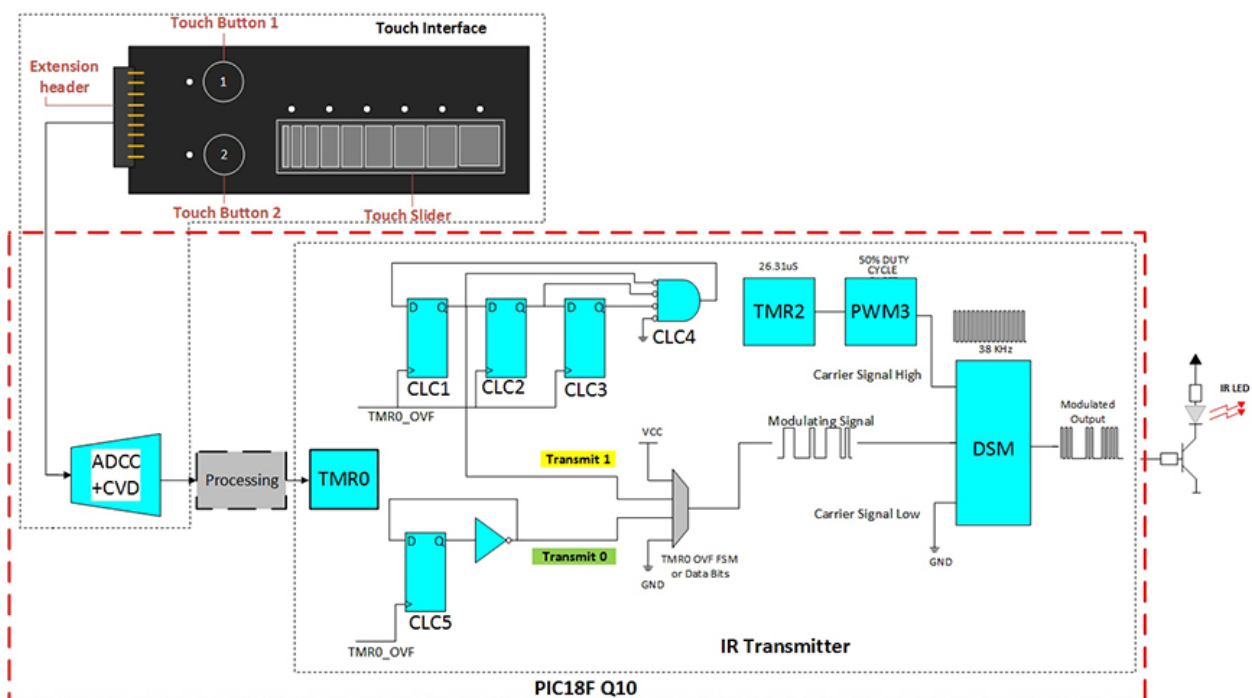 Touch Button 1
Touch Interface
Extension
header
1
2
Touch Button 2
Touch Slider
26.31uS
50% DUTY
CYCLE
TMR2
PWM3
D Q
D Q
D Q
CLC4
38 KHz
CLC1
CLC2
CLC3
TMR0_OVF
Carrier Signal High
IR LED
Modulating Signal
Modulated
Output
VCC
DSM
ADCC
+CVD
Processing
TMR0
Transmit 1
D Q
Transmit 0
Carrier Signal Low
TMR0 OVF FSM
or Data Bits
GND
GND
CLC5
TMR0_OVF
IR Transmitter
PIC18F Q10